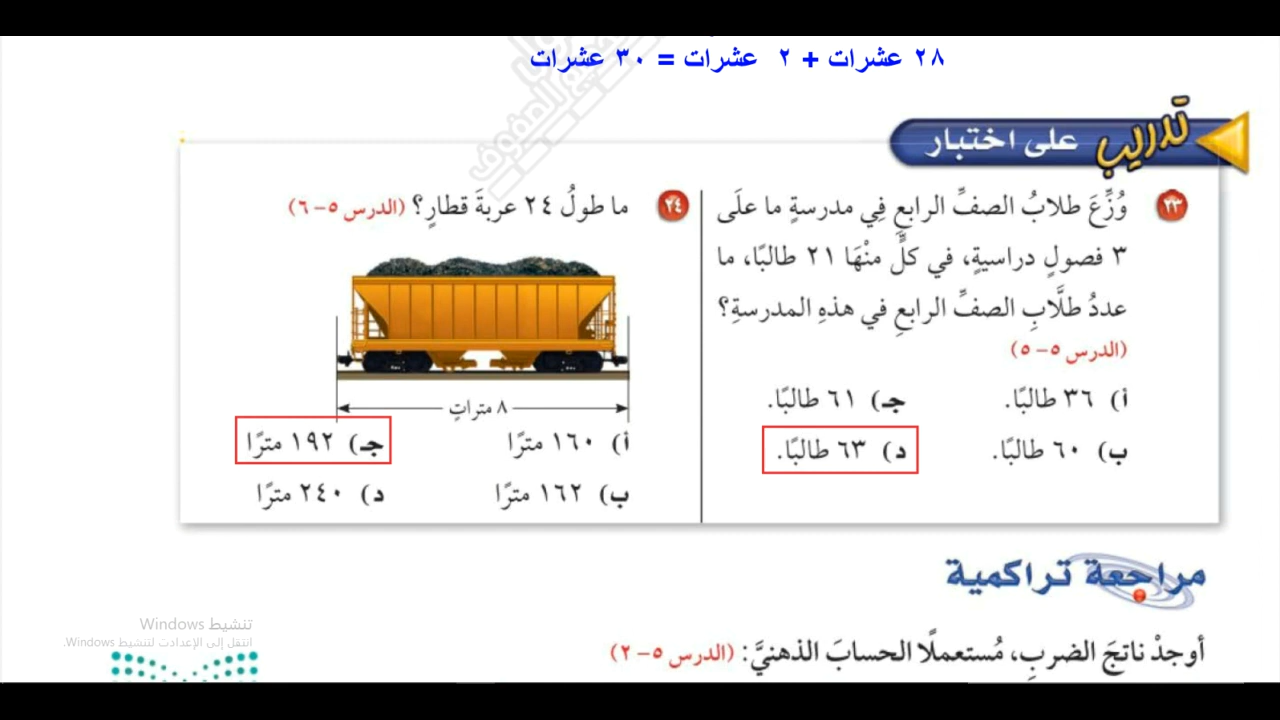 ٢٨ عشرات + ٢ عشرات = ٣٠ عشرات
تدريب على اختبار
٢٣ وُزِّعَ طلابُ الصفِّ الرابعِ فِي مدرسةٍ ما علَى
٣ فصولٍ دراسيةٍ، في كلٍّ منْهَا ٢١ طالبًا، ما
عددُ طلَّابِ الصفِّ الرابعِ في هذهِ المدرسةِ؟
(الدرس ٥-٥)
أ) ٣٦ طالبًا.
جـ) ٦١ طالبًا.
ب) ٦٠ طالبًا.
د) ٦٣ طالبًا.
٢٤ ما طولُ ٢٤ عربةَ قطارٍ؟ (الدرس ٥-٦)
٨ متراتٍ
أ) ١٦٠ مترًا
جـ) ١٩٢ مترًا
ب) ١٦٢ مترًا
د) ٢٤٠ مترًا
مراجعة تراكمية
أوجدْ ناتجَ الضربِ، مُستعملًا الحسابَ الذهنيَّ: (الدرس ٥-٢)
تنشيط Windows
انتقل إلى الإعدادت لتنشيط Windows.